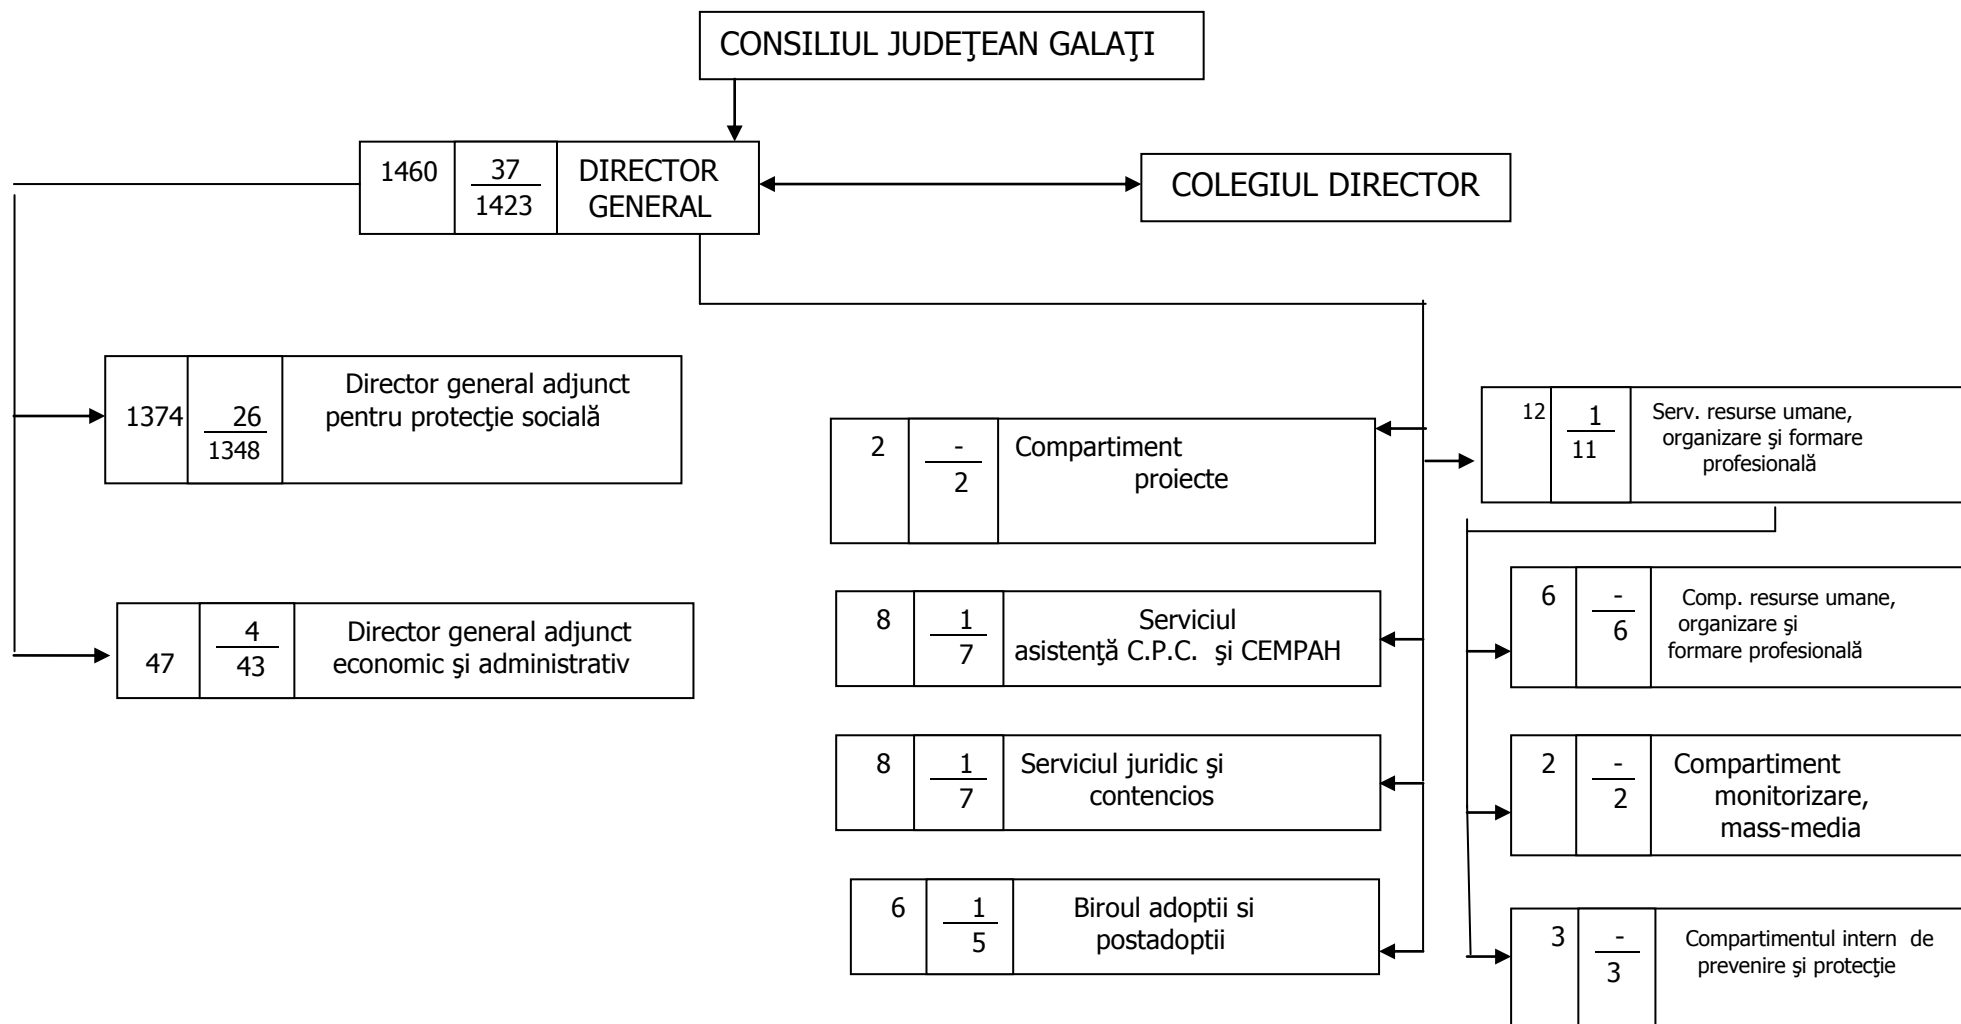 CONSILIUL JUDEŢEAN GALAŢI
1460
37
1423
DIRECTOR
GENERAL
COLEGIUL DIRECTOR
1374
26
1348
Director general adjunct
pentru protecţie socială
47
4
43
Director general adjunct
economic şi administrativ
2
-
2
Compartiment
proiecte
8
1
7
Serviciul
asistenţă C.P.C. şi CEMPAH
8
1
7
Serviciul juridic şi
contencios
6
1
5
Biroul adoptii si
postadoptii
12
1
11
Serv. resurse umane,
organizare şi formare
profesională
6
-
6
Comp. resurse umane,
organizare şi
formare profesională
2
-
2
Compartiment
monitorizare,
mass-media
3
-
3
Compartimentul intern de
prevenire şi protecţie